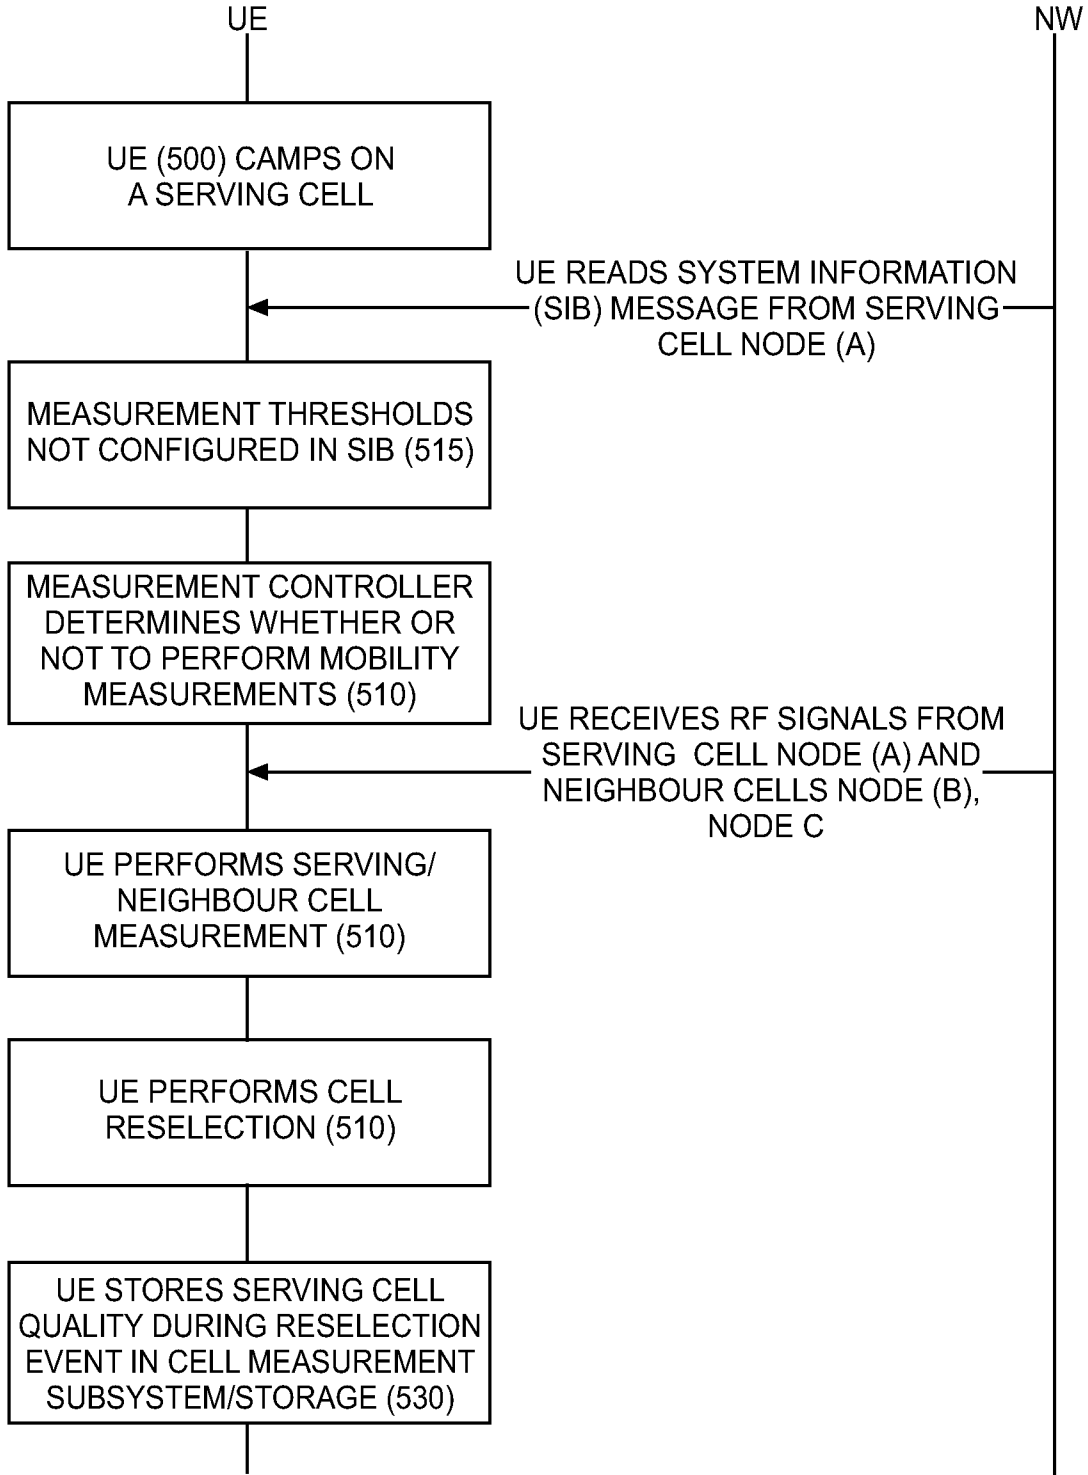 UE
NW
UE (500) CAMPS ON
A SERVING CELL
UE READS SYSTEM INFORMATION
(SIB) MESSAGE FROM SERVING
CELL NODE (A)
MEASUREMENT THRESHOLDS
NOT CONFIGURED IN SIB (515)
MEASUREMENT CONTROLLER
DETERMINES WHETHER OR
NOT TO PERFORM MOBILITY
MEASUREMENTS (510)
UE RECEIVES RF SIGNALS FROM
SERVING CELL NODE (A) AND
NEIGHBOUR CELLS NODE (B),
NODE C
UE PERFORMS SERVING/
NEIGHBOUR CELL
MEASUREMENT (510)
UE PERFORMS CELL
RESELECTION (510)
UE STORES SERVING CELL
QUALITY DURING RESELECTION
EVENT IN CELL MEASUREMENT
SUBSYSTEM/STORAGE (530)